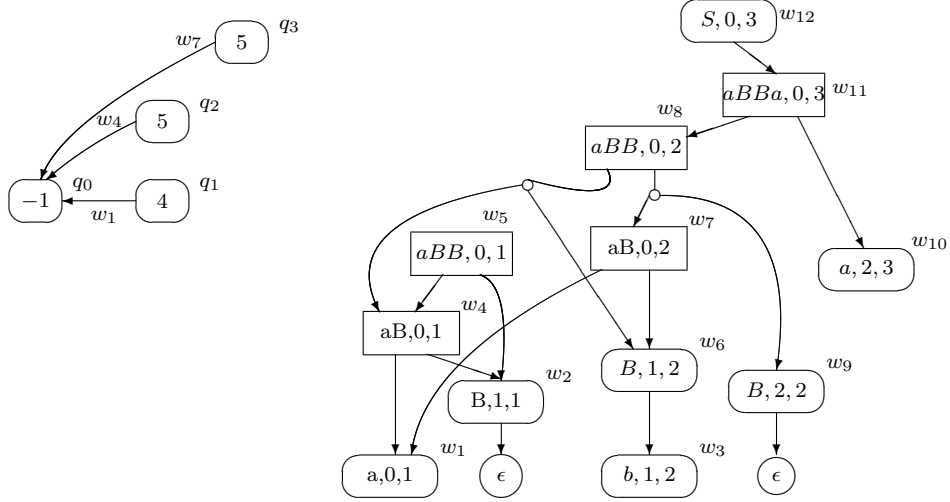 q₃
w₇
5
q₂
w₄
5
−1
q₀
w₁
4
q₁
S, 0, 3
w₁₂
aBBa, 0, 3
w₁₁
w₈
aBB, 0, 2
w₅
aBB, 0, 1
w₇
aB,0,2
w₁₀
a, 2, 3
w₄
aB,0,1
w₆
B, 1, 2
w₂
B,1,1
w₉
B, 2, 2
w₁
a,0,1
ϵ
w₃
b, 1, 2
ϵ